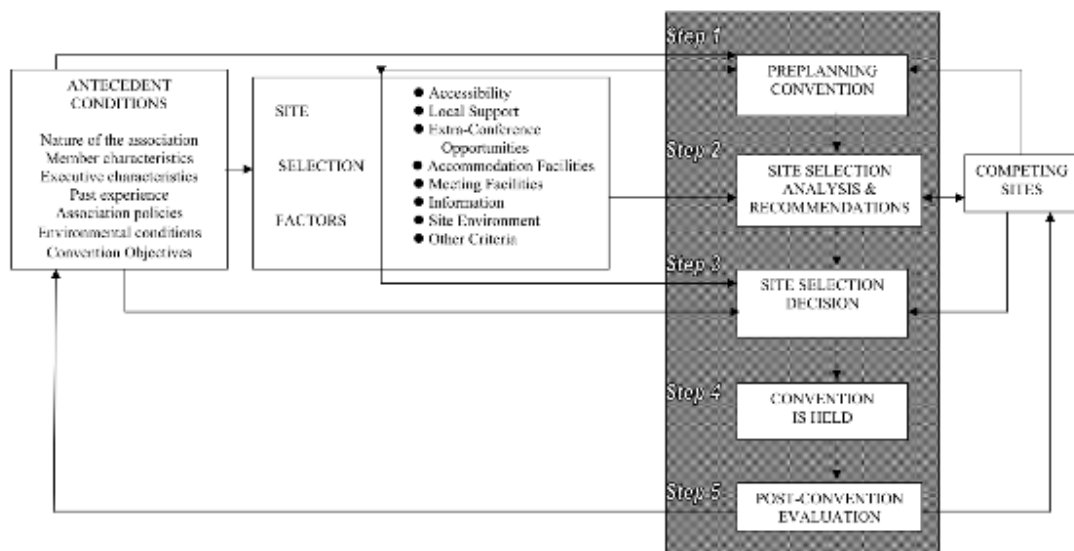 ANTECEDENT
CONDITIONS
Nature of the association
Member characteristics
Executive characteristics
Past experience
Association policies
Environmental conditions
Convention Objectives
SITE
SELECTION
FACTORS
● Accessibility
● Local Support
● Extra-Conference
Opportunities
● Accommodation Facilities
● Meeting Facilities
● Information
● Site Environment
● Other Criteria
Step 1
PREPLANNING
CONVENTION
Step 2
SITE SELECTION
ANALYSIS &
RECOMMENDATIONS
Step 3
SITE SELECTION
DECISION
Step 4
CONVENTION
IS HELD
Step 5
POST-CONVENTION
EVALUATION
COMPETING
SITES